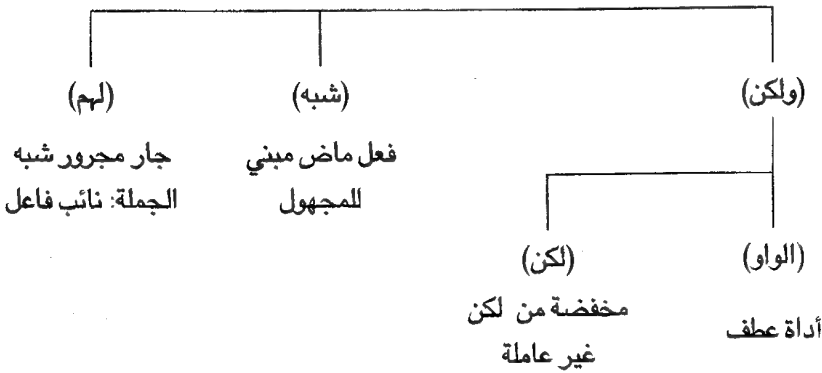 (ولكن) (شبه) (لهم)
فعل ماض مبني جار مجرور شبه
للمجهول الجملة: نائب فاعل
(الواو) (لكن)
أداة عطف مخفضة من لكن
غير عاملة